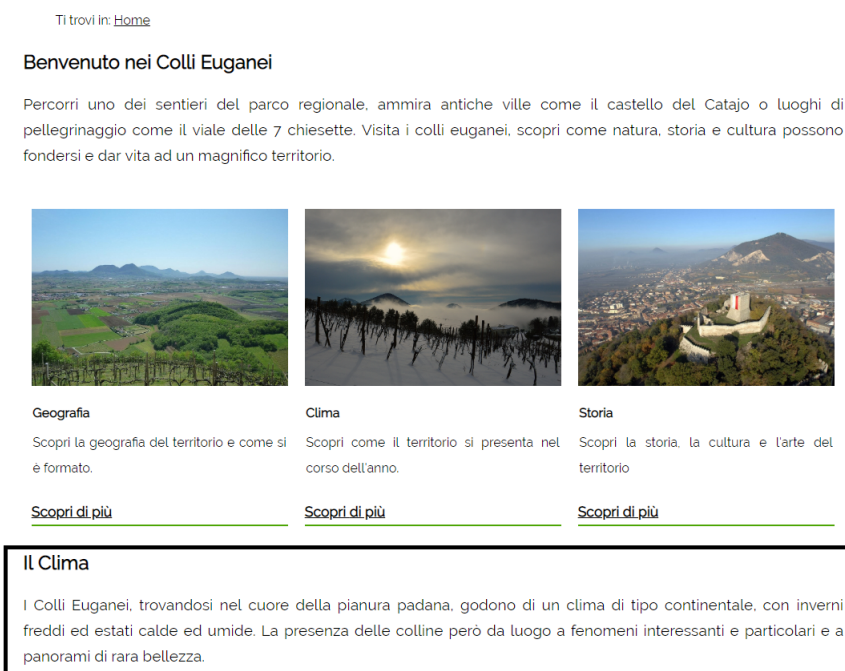 Ti trovi in: Home
Benvenuto nei Colli Euganei
Percorri uno dei sentieri del parco regionale, ammira antiche ville come il castello del Catajo o luoghi di
pellegrinaggio come il viale delle 7 chiesette. Visita i colli euganei, scopri come natura, storia e cultura possono
fondersi e dar vita ad un magnifico territorio.
Geografia
Scopri la geografia del territorio e come si
è formato.
Scopri di più
Clima
Scopri come il territorio si presenta nel
corso dell'anno.
Scopri di più
Storia
Scopri la storia, la cultura e l'arte del
territorio
Scopri di più
Il Clima
I Colli Euganei, trovandosi nel cuore della pianura padana, godono di un clima di tipo continentale, con inverni
freddi ed estati calde ed umide. La presenza delle colline però da luogo a fenomeni interessanti e particolari e a
panorami di rara bellezza.